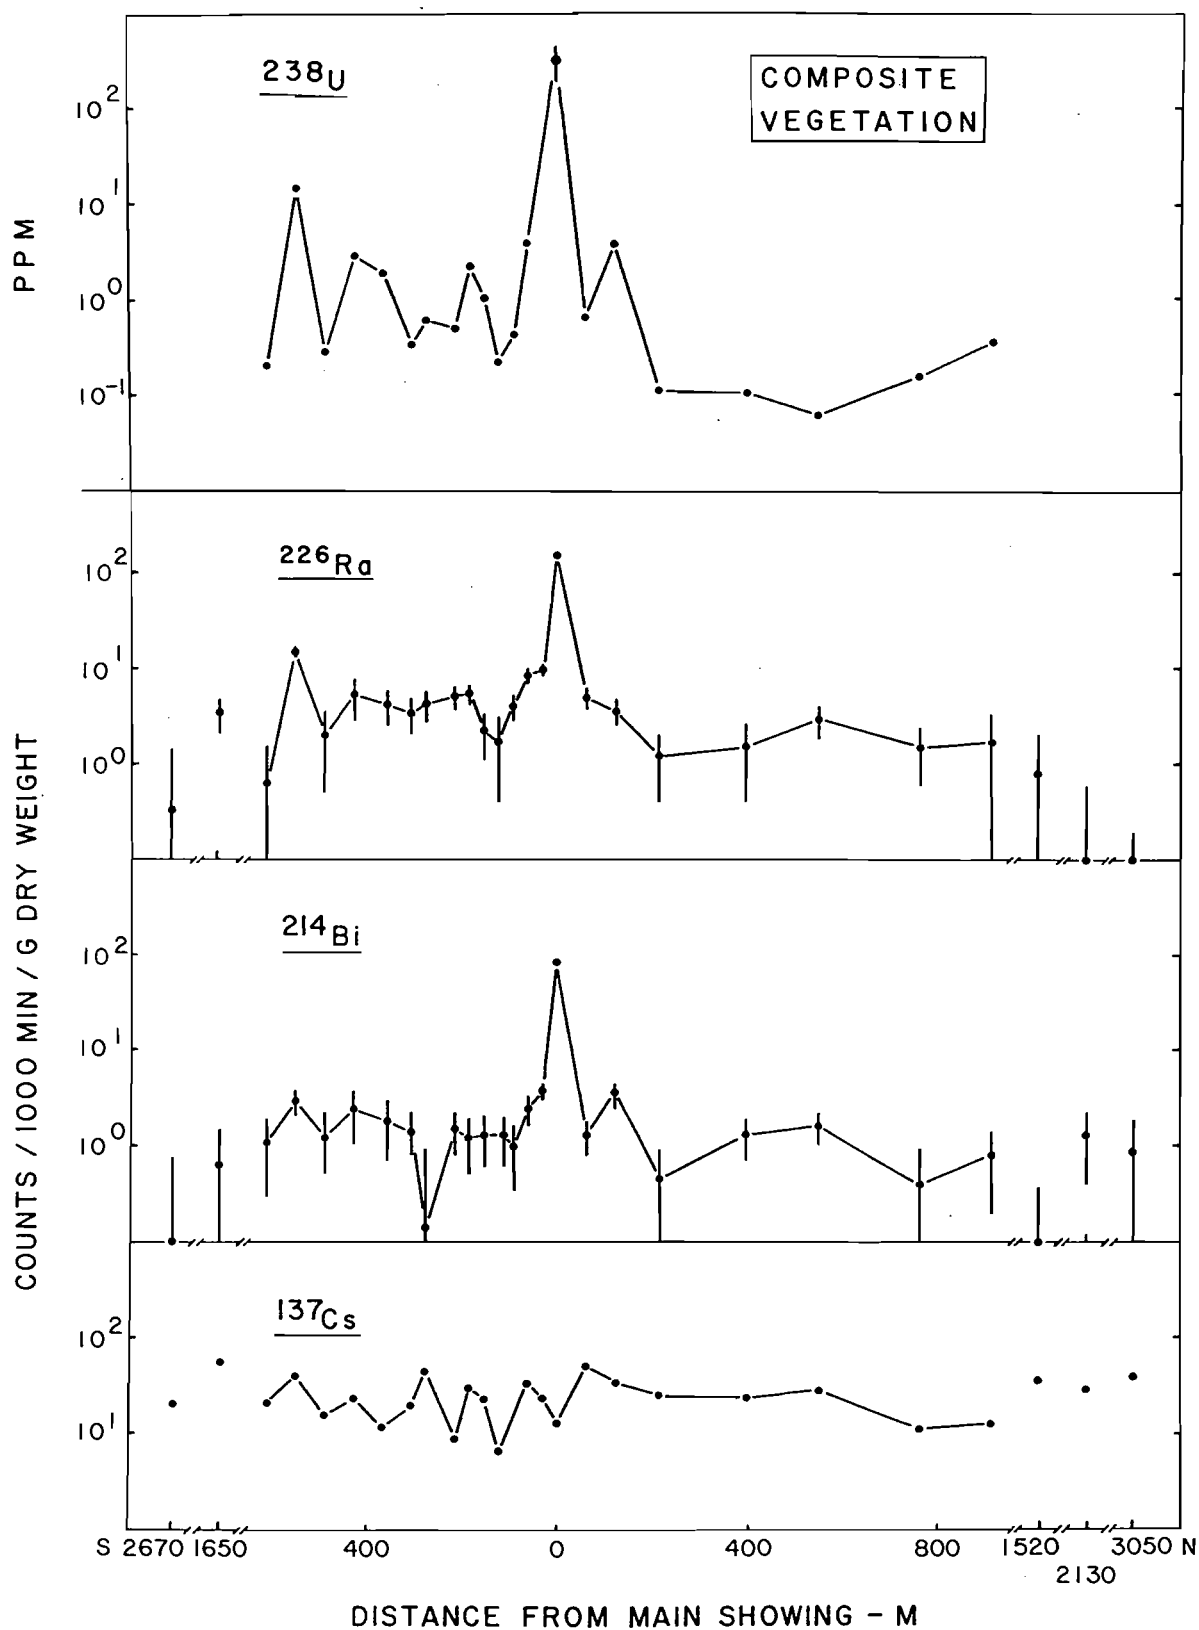 238U
COMPOSITE
VEGETATION
10²
10¹
10⁰
10⁻¹
PPM
226Ra
10²
10¹
10⁰
214Bi
10²
10¹
10⁰
COUNTS / 1000 MIN / G DRY WEIGHT
137Cs
10²
10¹
S 2670 1650 400 0 400 800 1520 3050 N
2130
DISTANCE FROM MAIN SHOWING - M